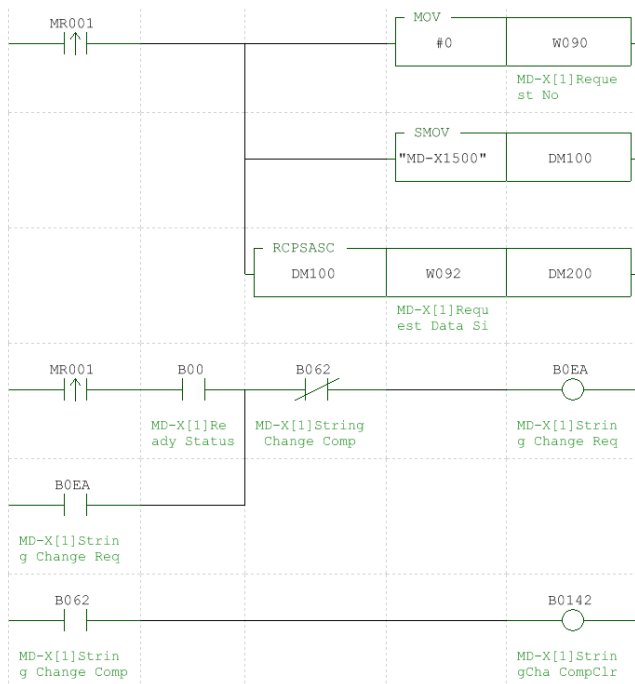 MR001
MOV
#0 W090
MD-X[1]Reque
st No
SMOV
"MD-X1500" DM100
RCPSASC
DM100 W092 DM200
MD-X[1]Requ
est Data Si
MR001 B00 B062 B0EA
MD-X[1]Re MD-X[1]String MD-X[1]Strin
ady Status Change Comp g Change Req
B0EA
MD-X[1]Strin
g Change Req
B062 B0142
MD-X[1]Strin MD-X[1]Strin
g Change Comp gCha CompClr